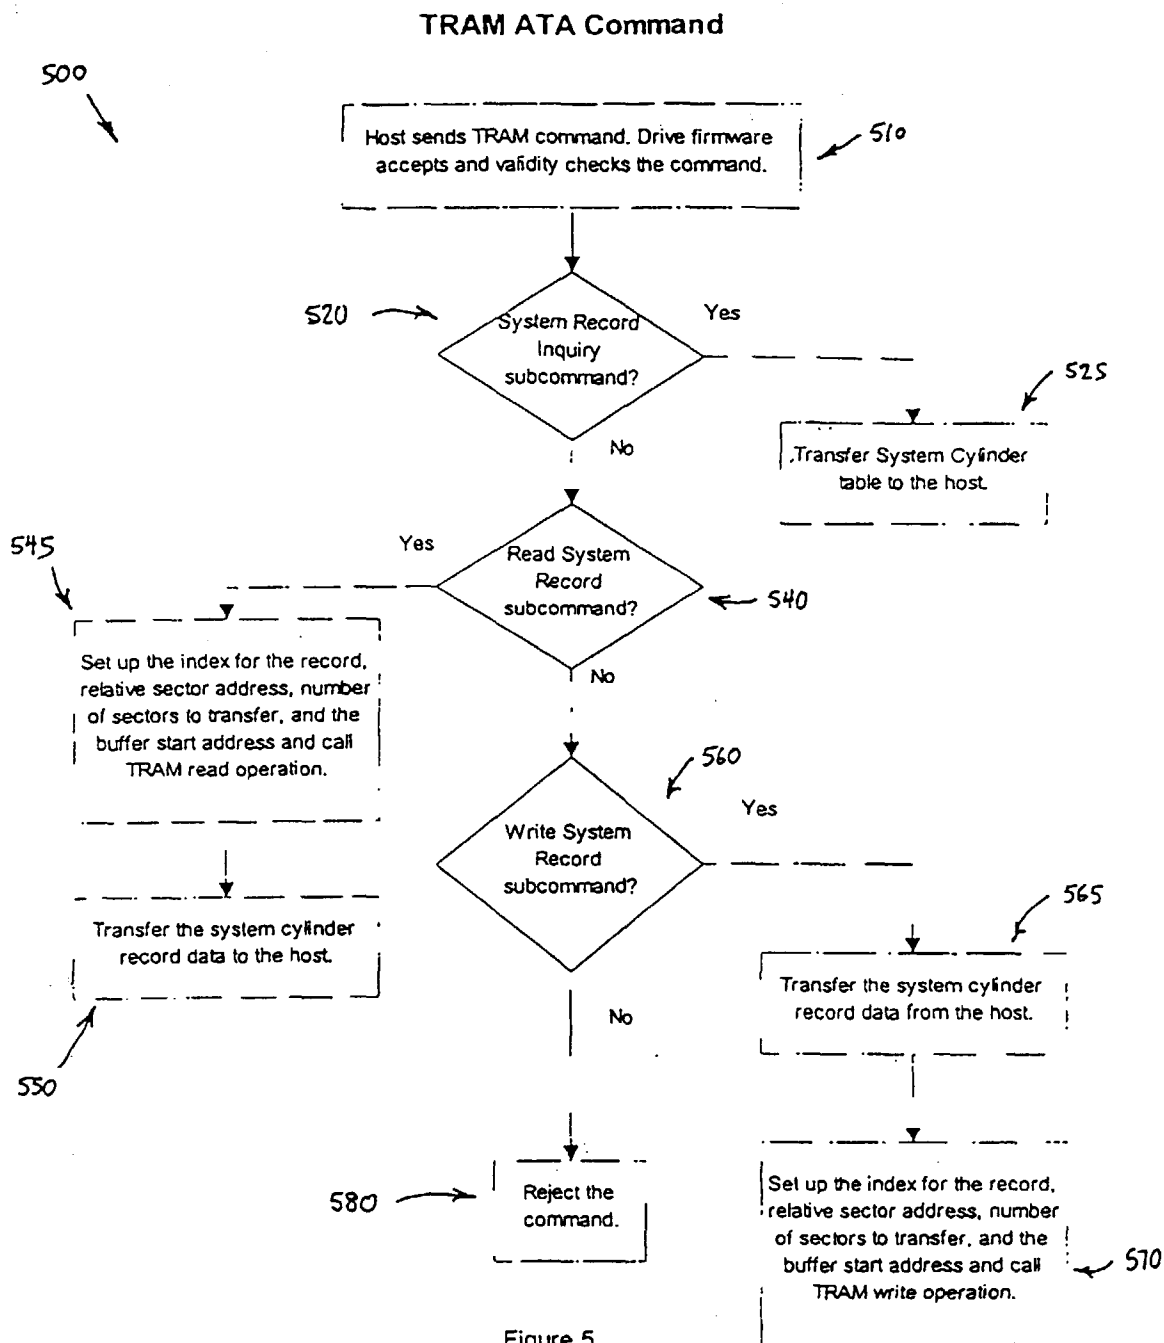 TRAM ATA Command
500
Host sends TRAM command. Drive firmware
accepts and validity checks the command.
510
520
System Record
Inquiry
subcommand?
Yes
No
525
Transfer System Cylinder
table to the host.
545
Yes
Read System
Record
subcommand?
540
No
Set up the index for the record,
relative sector address, number
of sectors to transfer, and the
buffer start address and call
TRAM read operation.
560
Yes
Write System
Record
subcommand?
Transfer the system cylinder
record data to the host.
550
565
Transfer the system cylinder
record data from the host.
No
580
Reject the
command.
Set up the index for the record,
relative sector address, number
of sectors to transfer, and the
buffer start address and call
TRAM write operation.
570
Figure 5